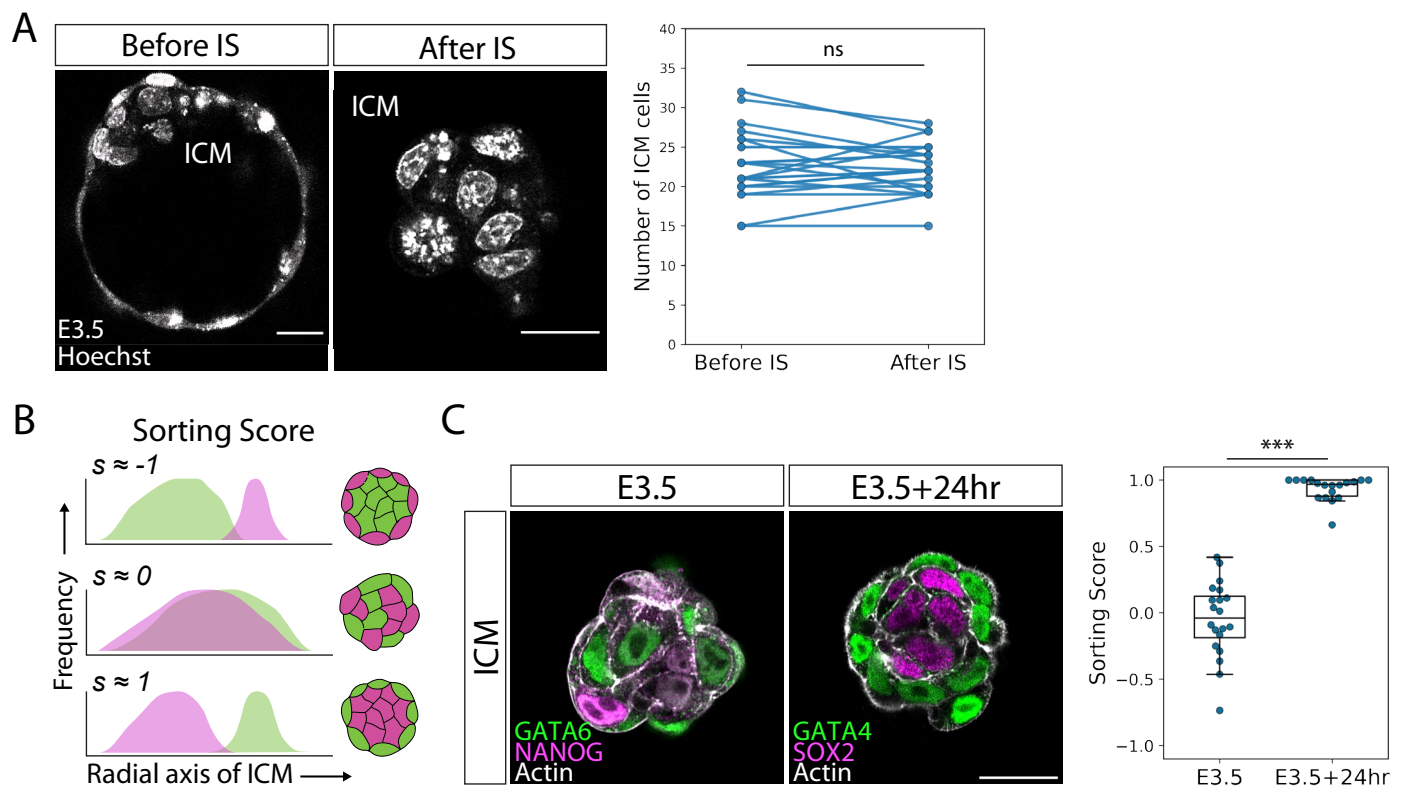 A
Before IS
After IS
ICM
ICM
E3.5
Hoechst
ns
Number of ICM cells
40
35
30
25
20
15
10
5
0
Before IS
After IS
B
Sorting Score
s ≈ -1
s ≈ 0
s ≈ 1
Frequency
Radial axis of ICM
C
E3.5
E3.5+24hr
ICM
GATA6
NANOG
Actin
GATA4
SOX2
Actin
***
Sorting Score
1.0
0.5
0.0
−0.5
−1.0
E3.5
E3.5+24hr